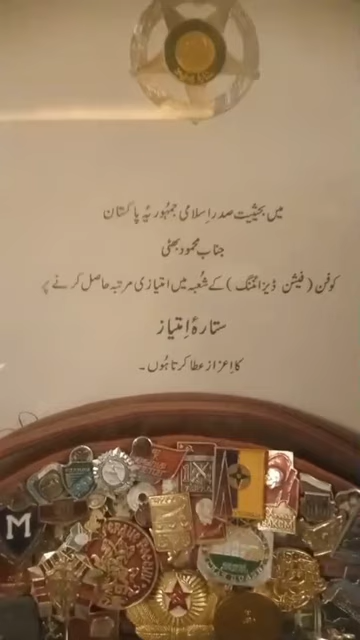 میں بحیثیت صدر اسلامی جمہوریۂ پاکستان
جناب محمود بھٹی
کو فن ( فیشن ڈیزائننگ ) کے شعبہ میں امتیازی مرتبہ حاصل کرنے پر
ستارۂ امتیاز
کا اعزاز عطا کرتا ہوں ۔
M